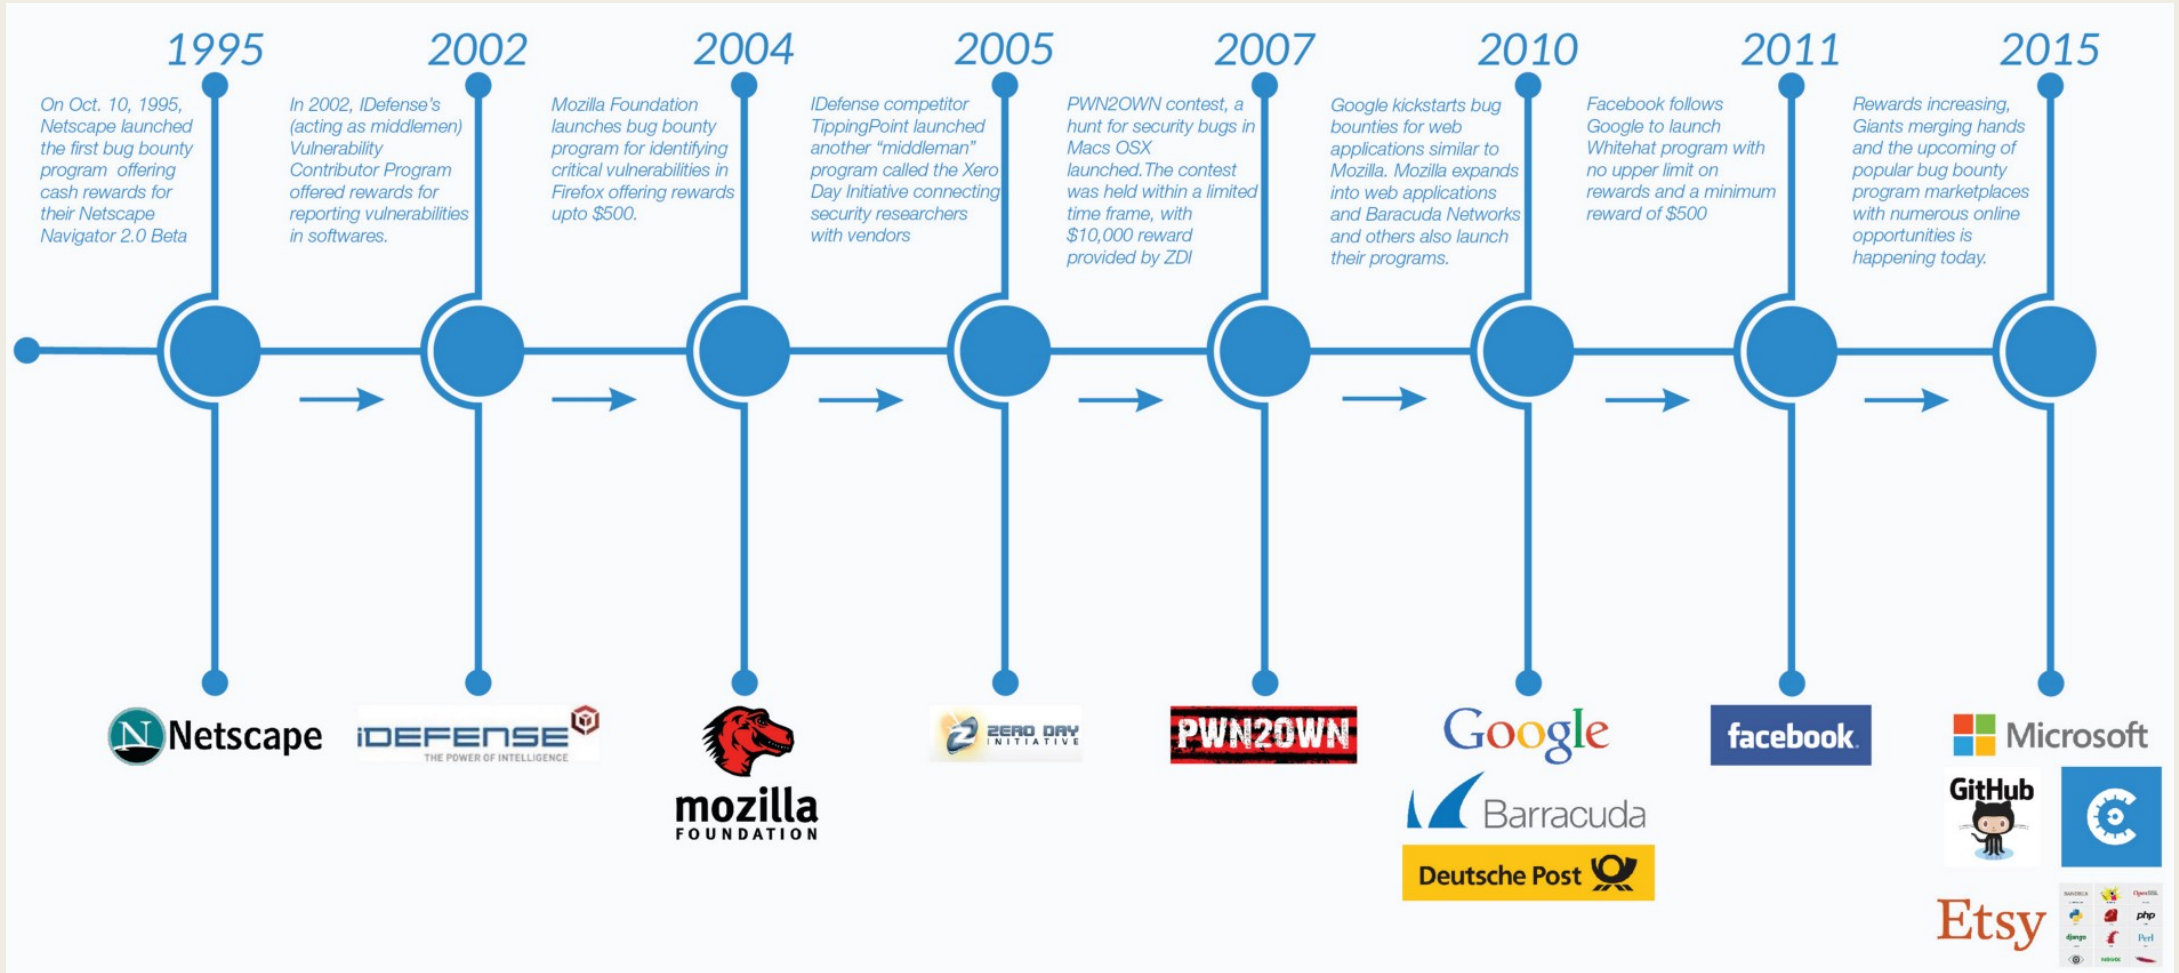 1995
On Oct. 10, 1995,
Netscape launched
the first bug bounty
program offering
cash rewards for
their Netscape
Navigator 2.0 Beta
2002
In 2002, IDefense's
(acting as middlemen)
Vulnerability
Contributor Program
offered rewards for
reporting vulnerabilities
in softwares.
2004
Mozilla Foundation
launches bug bounty
program for identifying
critical vulnerabilities in
Firefox offering rewards
upto $500.
2005
IDefense competitor
TippingPoint launched
another “middleman”
program called the Xero
Day Initiative connecting
security researchers
with vendors
2007
PWN2OWN contest, a
hunt for security bugs in
Macs OSX
launched.The contest
was held within a limited
time frame, with
$10,000 reward
provided by ZDI
2010
Google kickstarts bug
bounties for web
applications similar to
Mozilla. Mozilla expands
into web applications
and Baracuda Networks
and others also launch
their programs.
2011
Facebook follows
Google to launch
Whitehat program with
no upper limit on
rewards and a minimum
reward of $500
2015
Rewards increasing,
Giants merging hands
and the upcoming of
popular bug bounty
program marketplaces
with numerous online
opportunities is
happening today.
N Netscape
iDEFENSE
THE POWER OF INTELLIGENCE
mozilla
FOUNDATION
ZERO DAY
INITIATIVE
PWN2OWN
Google
Barracuda
Deutsche Post
facebook
Microsoft
GitHub
Etsy
php
django
Perl